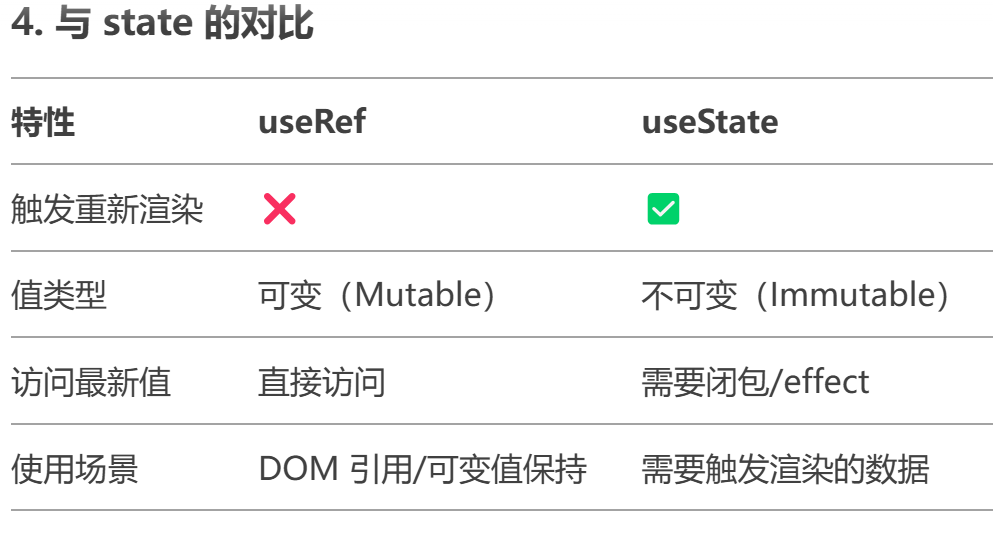 4. 与 state 的对比
特性 useRef useState
触发重新渲染 ❌ ✅
值类型 可变（Mutable） 不可变（Immutable）
访问最新值 直接访问 需要闭包/effect
使用场景 DOM 引用/可变值保持 需要触发渲染的数据